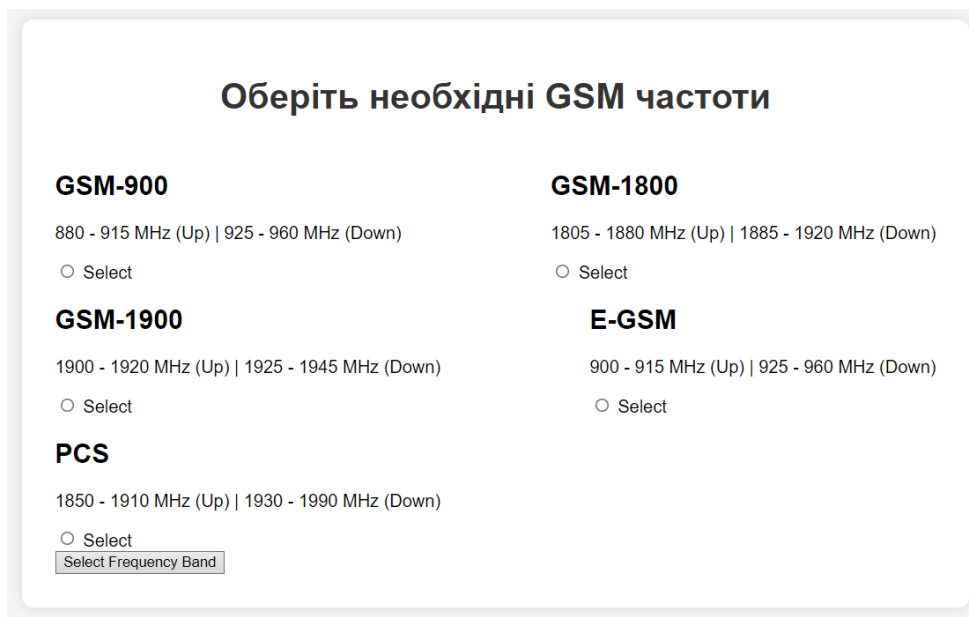 Оберіть необхідні GSM частоти
GSM-900
880 - 915 MHz (Up) | 925 - 960 MHz (Down)
Select
GSM-1800
1805 - 1880 MHz (Up) | 1885 - 1920 MHz (Down)
Select
GSM-1900
1900 - 1920 MHz (Up) | 1925 - 1945 MHz (Down)
Select
E-GSM
900 - 915 MHz (Up) | 925 - 960 MHz (Down)
Select
PCS
1850 - 1910 MHz (Up) | 1930 - 1990 MHz (Down)
Select
Select Frequency Band